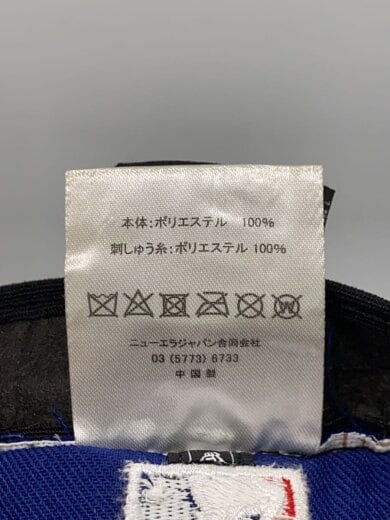 本体:ポリエステル 100%
刺しゅう糸:ポリエステル 100%
W
ニューエラジャパン合同会社
03 (5773) 6733
中国製